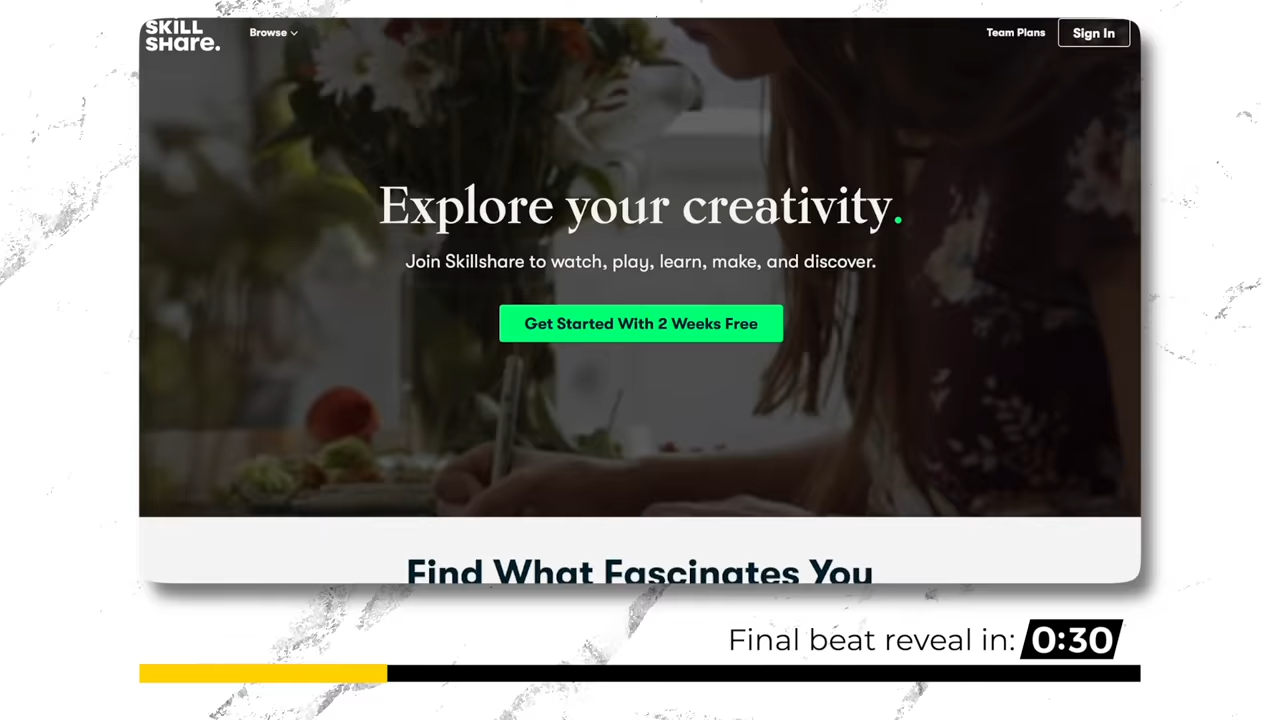 SKILL
SHare.
Browse
Team Plans
Sign In
Explore your creativity.
Join Skillshare to watch, play, learn, make, and discover.
Get Started With 2 Weeks Free
Find What Fascinates You
Final beat reveal in: 0:30